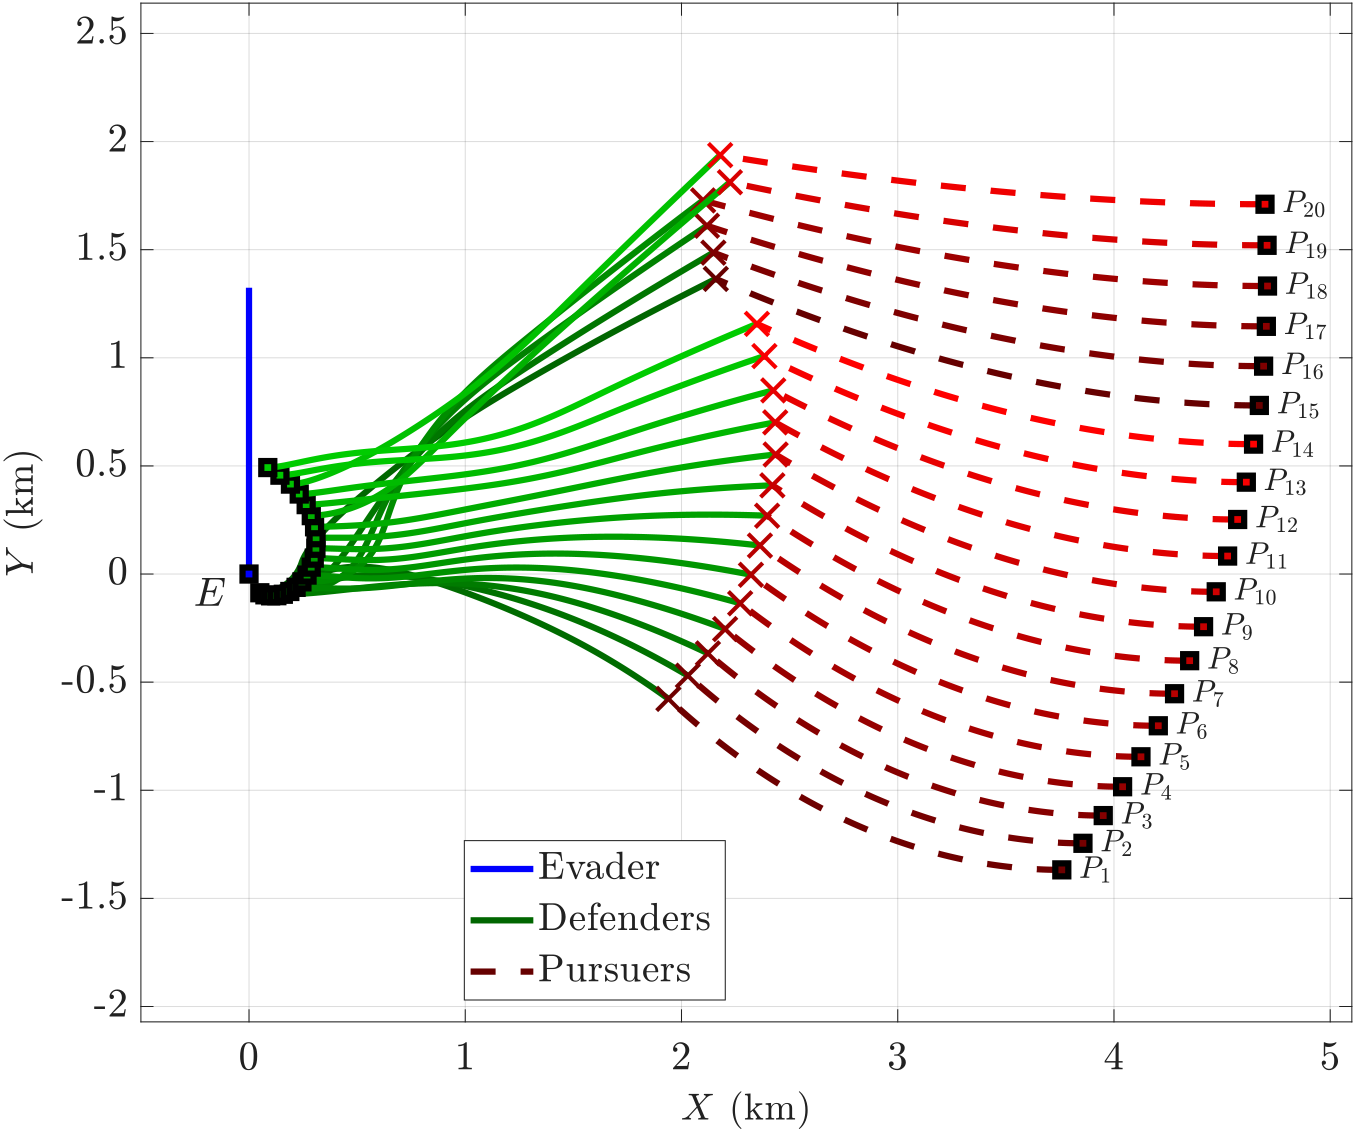 2.5
2
1.5
1
0.5
0
-0.5
-1
-1.5
-2
Y (km)
E
P20
P19
P18
P17
P16
P15
P14
P13
P12
P11
P10
P9
P8
P7
P6
P5
P4
P3
P2
P1
Evader
Defenders
Pursuers
0 1 2 3 4 5
X (km)